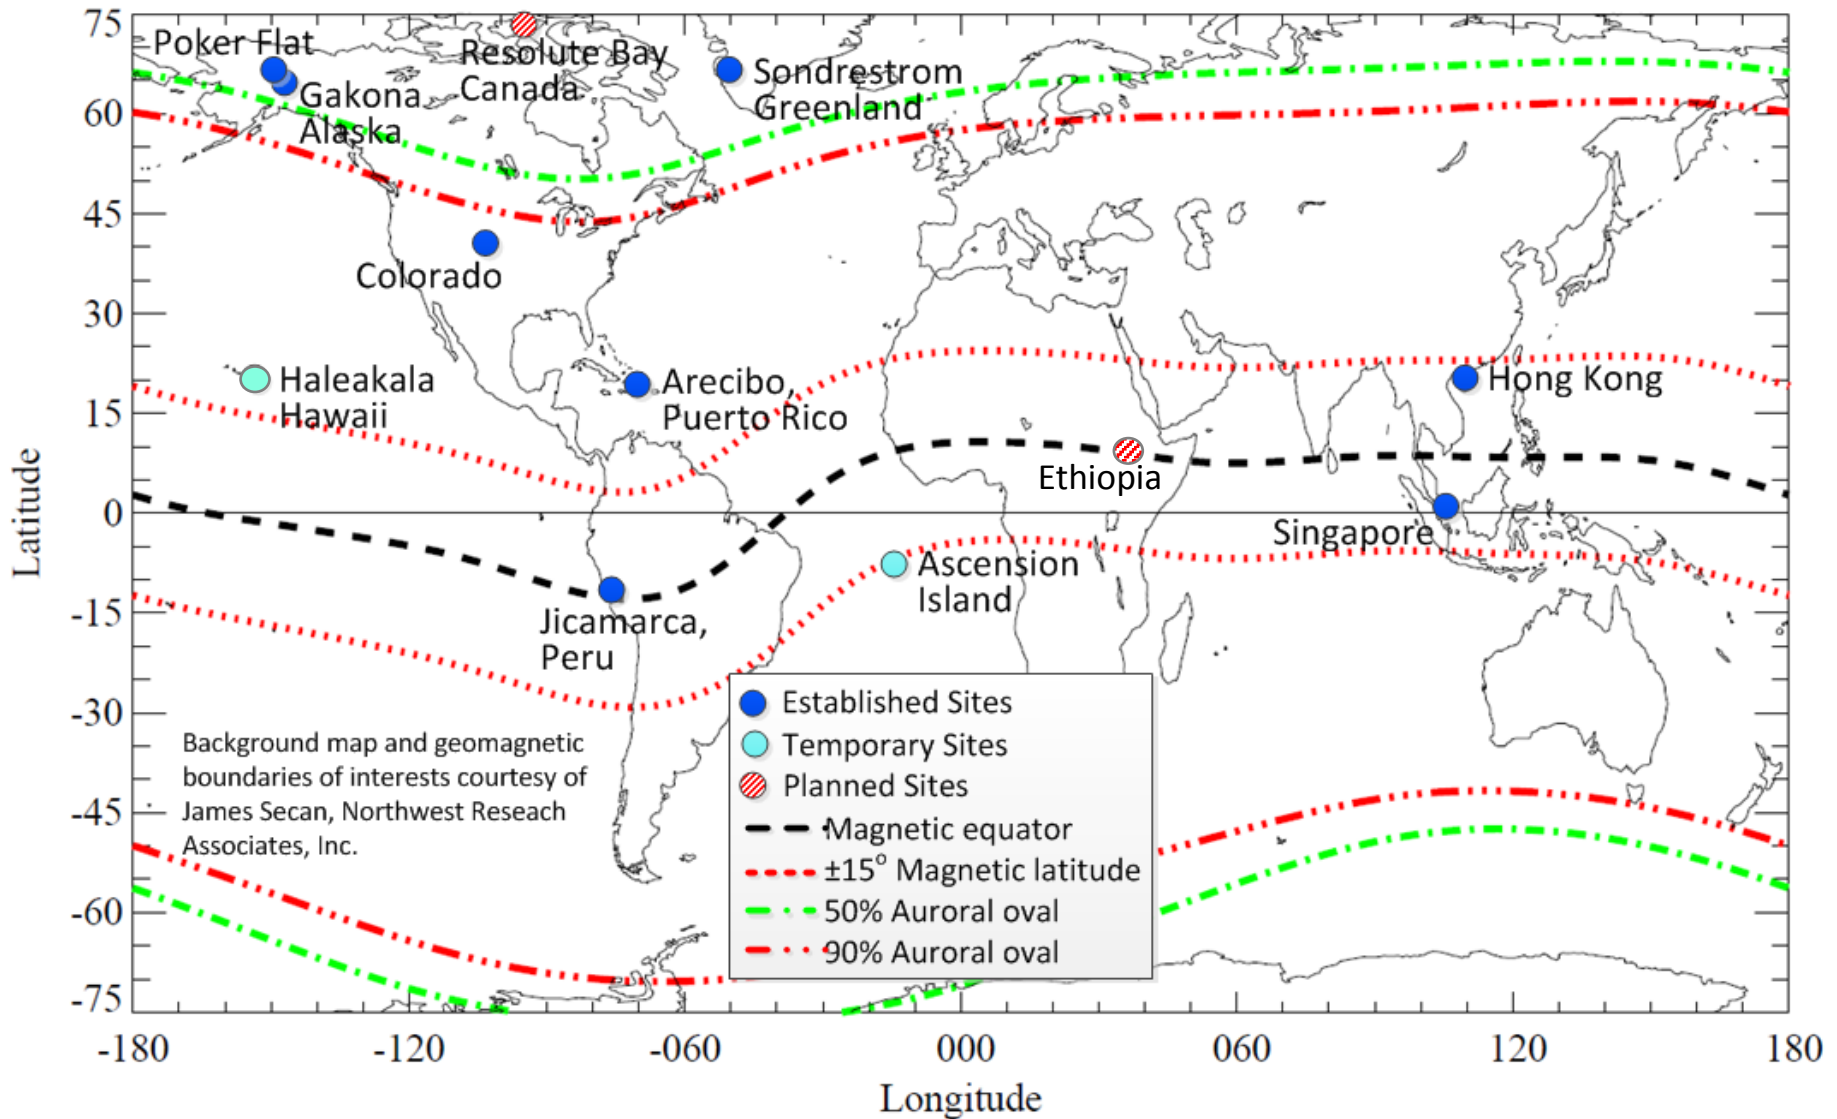 75
Poker Flat
Resolute Bay
Canada
Sondrestrom
Greenland
Gakona
Alaska
60
45
Colorado
30
Haleakala
Hawaii
Arecibo,
Puerto Rico
Hong Kong
15
Ethiopia
0
Singapore
Ascension
Island
-15
Jicamarca,
Peru
-30
Established Sites
Temporary Sites
Planned Sites
Magnetic equator
±15° Magnetic latitude
50% Auroral oval
90% Auroral oval
Background map and geomagnetic
boundaries of interests courtesy of
James Secan, Northwest Reseach
Associates, Inc.
-45
-60
-75
Latitude
-180 -120 -060 000 060 120 180
Longitude